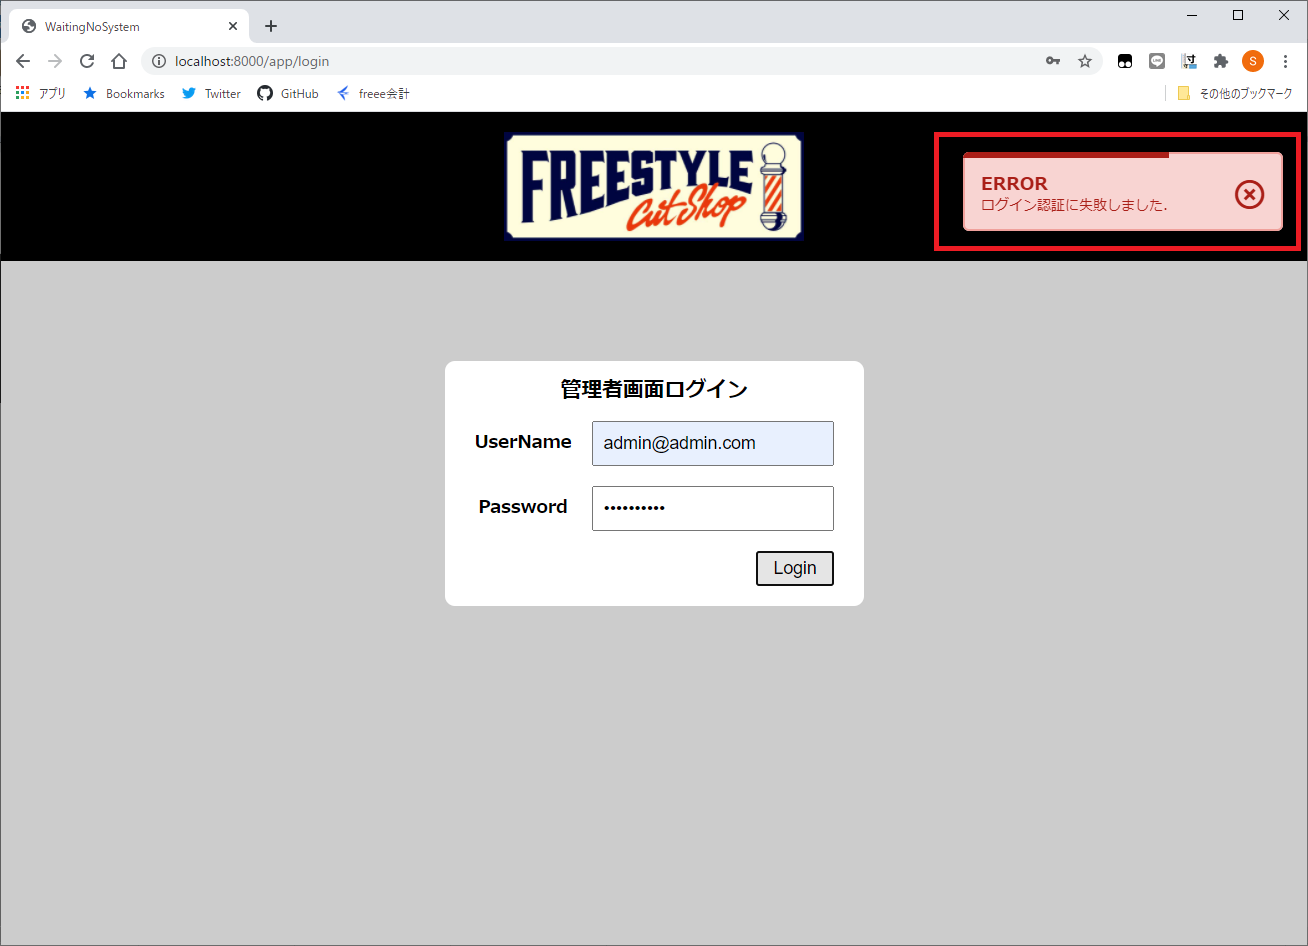 WaitingNoSystem
localhost:8000/app/login
S
アプリ Bookmarks Twitter GitHub freee会計 その他のブックマーク
FREESTYLE
Cut Shop
ERROR
ログイン認証に失敗しました.
管理者画面ログイン
UserName admin@admin.com
Password ••••••••••
Login